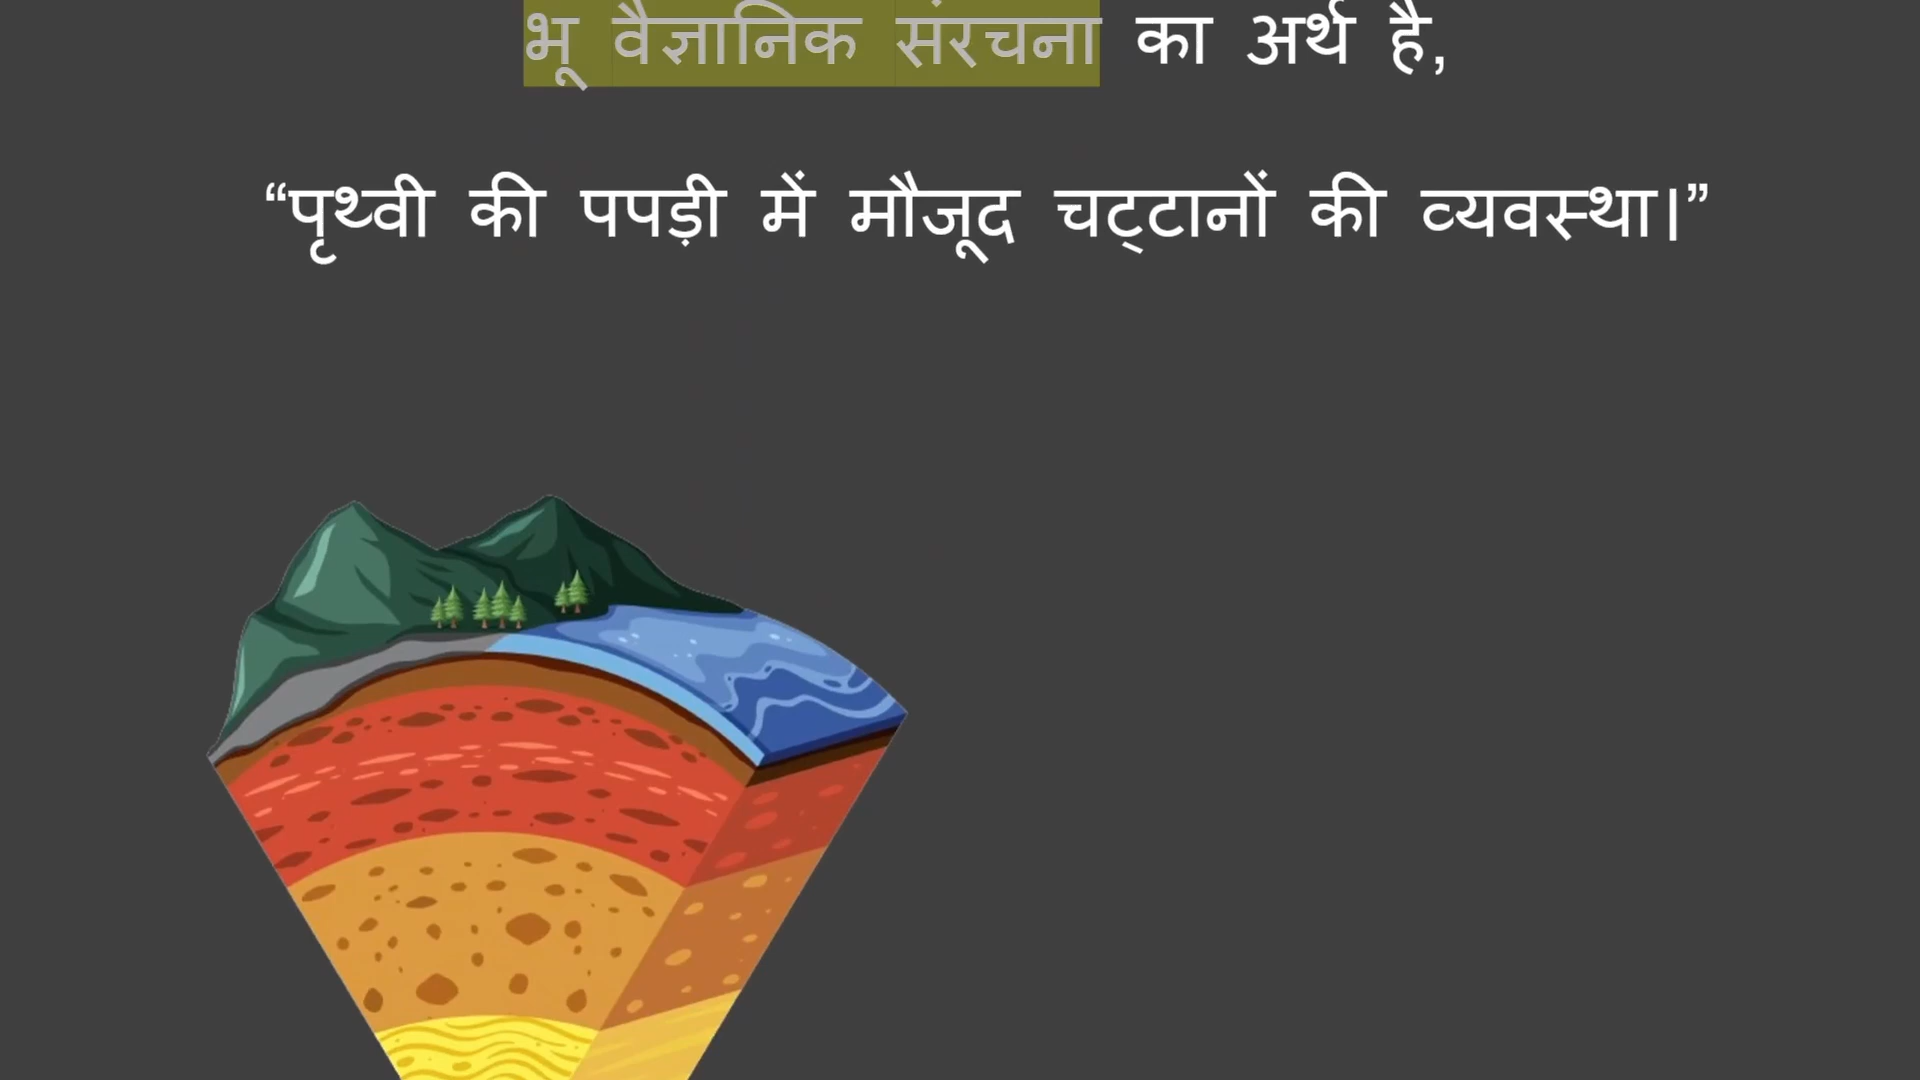 भू वैज्ञानिक संरचना का अर्थ है,
“पृथ्वी की पपड़ी में मौजूद चट्टानों की व्यवस्था।”